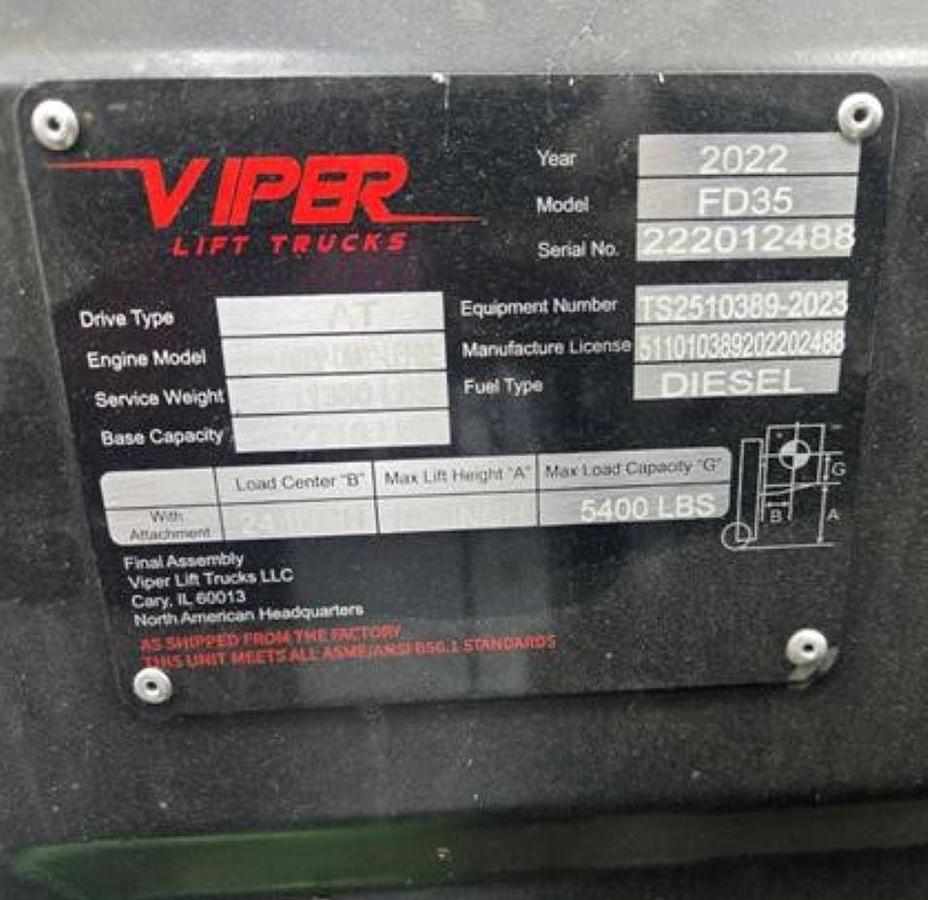 VIPER
LIFT TRUCKS
Year 2022
Model FD35
Serial No. 222012488
Drive Type AT
Engine Model
Service Weight
Base Capacity
Equipment Number TS2510389-2023
Manufacture License 511010389202202488
Fuel Type DIESEL
Load Center "B" Max Lift Height "A" Max Load Capacity "G"
With
Attachment 24 5400 LBS
G
B A
Final Assembly
Viper Lift Trucks LLC
Cary, IL 60013
North American Headquarters
AS SHIPPED FROM THE FACTORY
THIS UNIT MEETS ALL ASME/ANSI B56.1 STANDARDS